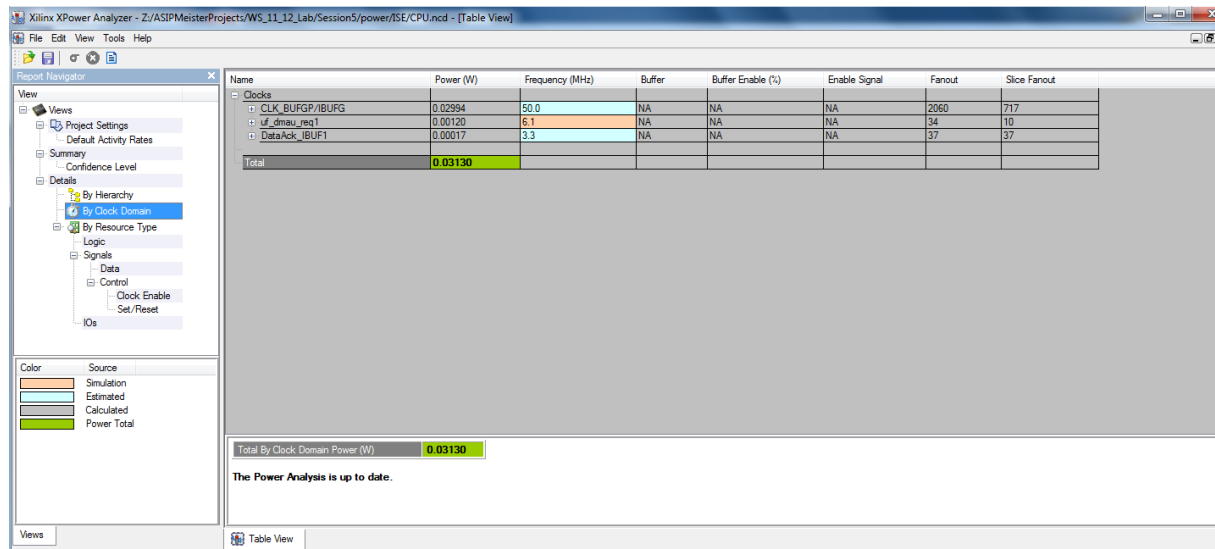 Xilinx XPower Analyzer - Z:/ASIPMeisterProjects/WS_11_12_Lab/Session5/power/ISE/CPU.ncd - [Table View]
File Edit View Tools Help
Report Navigator
View
Views
Project Settings
Default Activity Rates
Summary
Confidence Level
Details
By Hierarchy
By Clock Domain
By Resource Type
Logic
Signals
Data
Control
Clock Enable
Set/Reset
IOs
Color Source
Simulation
Estimated
Calculated
Power Total
Views
Name Power (W) Frequency (MHz) Buffer Buffer Enable (%) Enable Signal Fanout Slice Fanout
Clocks
CLK_BUFGP/IBUFG 0.02994 50.0 NA NA NA 2060 717
uf_dmau_req1 0.00120 6.1 NA NA NA 34 10
DataAck_IBUF1 0.00017 3.3 NA NA NA 37 37
Total 0.03130
Total By Clock Domain Power (W) 0.03130
The Power Analysis is up to date.
Table View